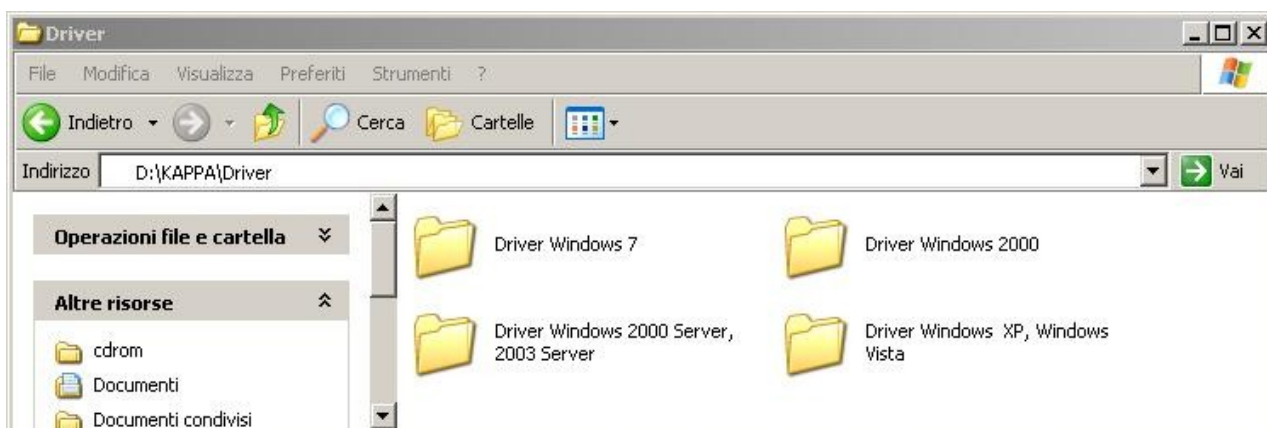 Driver
File Modifica Visualizza Preferiti Strumenti ?
Indietro Cerca Cartelle
Indirizzo D:\KAPPA\Driver Vai
Operazioni file e cartella
Altre risorse
cdrom
Documenti
Documenti condivisi
Driver Windows 7
Driver Windows 2000
Driver Windows 2000 Server,
2003 Server
Driver Windows XP, Windows
Vista